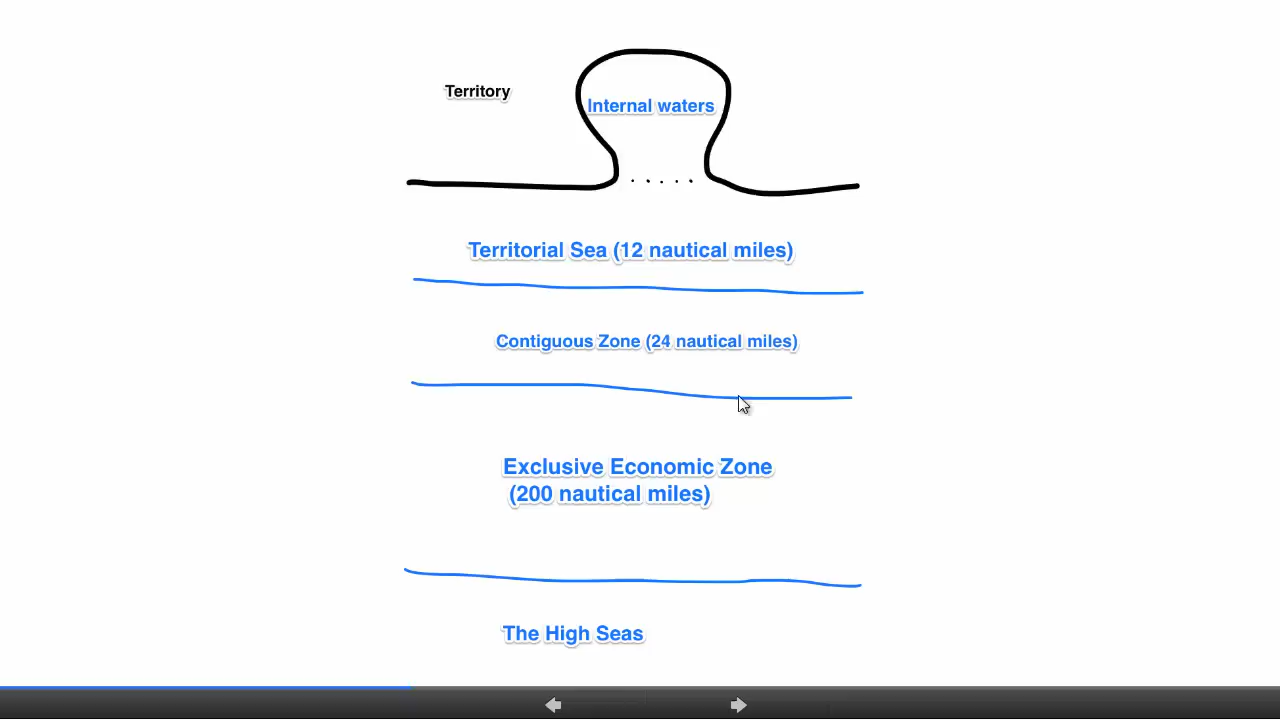 Territory
Internal waters
Territorial Sea (12 nautical miles)
Contiguous Zone (24 nautical miles)
Exclusive Economic Zone
(200 nautical miles)
The High Seas